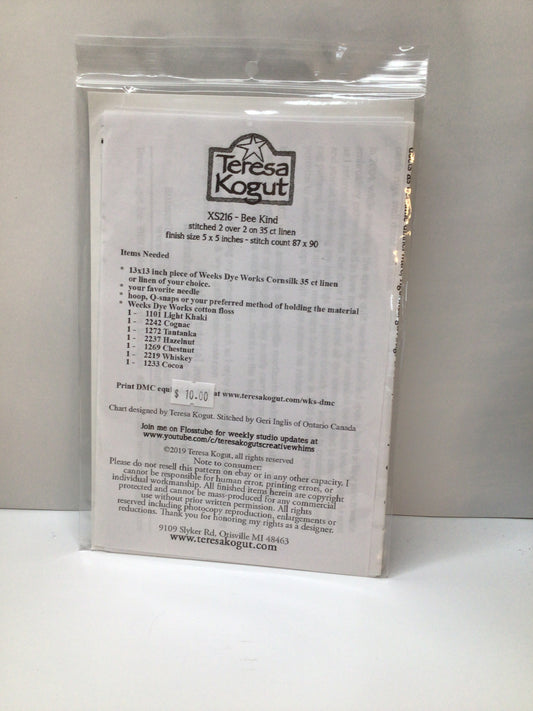 Teresa
Kogut
XS216 - Bee Kind
stitched 2 over 2 on 35 ct linen
finish size 5 x 5 inches - stitch count 87 x 90
Items Needed
* 13x13 inch piece of Weeks Dye Works Cornsilk 35 ct linen
or linen of your choice.
* your favorite needle
* hoop, Q-snaps or your preferred method of holding the material
* Weeks Dye Works cotton floss
1 - 1101 Light Khaki
1 - 2242 Cognac
1 - 1272 Tantanka
1 - 2237 Hazelnut
1 - 1269 Chestnut
1 - 2219 Whiskey
1 - 1233 Cocoa
Print DMC equi at www.teresakogut.com/wks-dmc
$ 10.00
Chart designed by Teresa Kogut. Stitched by Geri Inglis of Ontario Canada
Join me on Flosstube for weekly studio updates at
www.youtube.com/c/teresakogutscreativewhims
©2019 Teresa Kogut, all rights reserved
Note to consumer:
Please do not resell this pattern on ebay or in any other capacity. I
cannot be responsible for human error, printing errors, or
individual workmanship. All finished items herein are copyright
protected and cannot be mass-produced for any commercial
use without prior written permission. All rights
reserved including photocopy reproduction, enlargements or
reductions. Thank you for honoring my rights as a designer.
9109 Slyker Rd. Otisville MI 48463
www.teresakogut.com